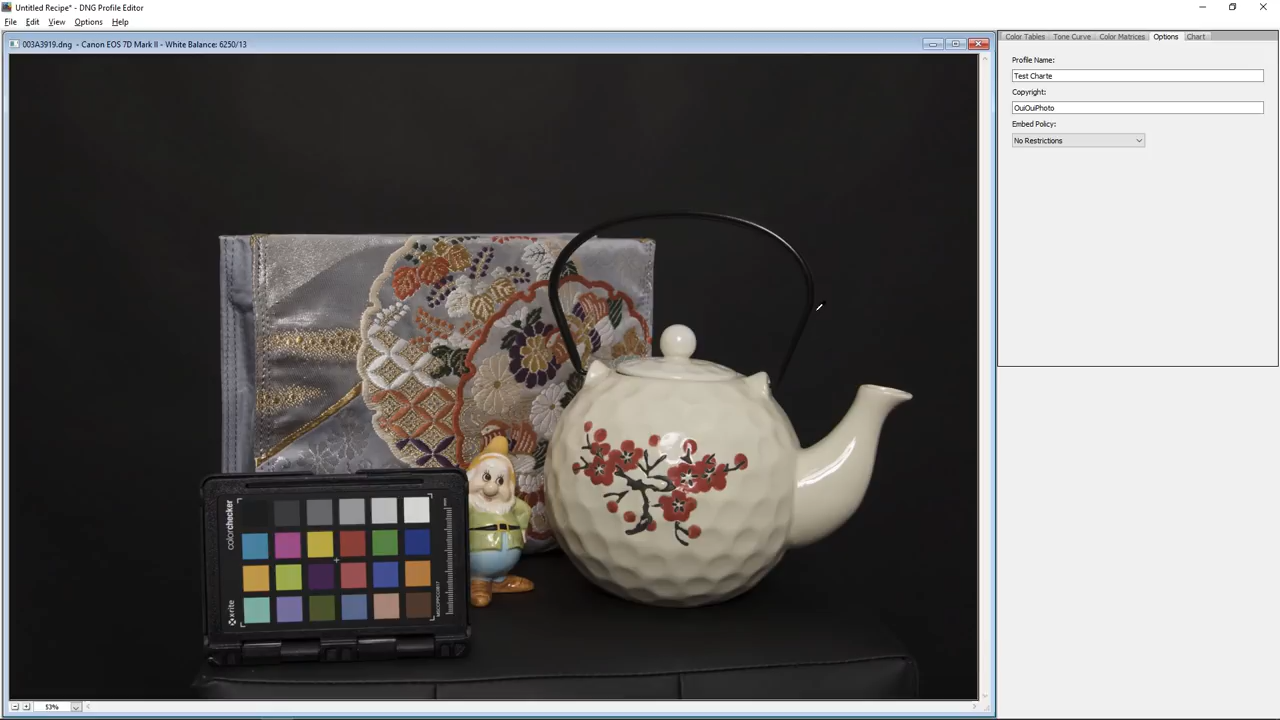 Untitled Recipe* - DNG Profile Editor
File Edit View Options Help
003A3919.dng - Canon EOS 7D Mark II - White Balance: 6250/13
Color Tables Tone Curve Color Matrices Options Chart
Profile Name:
Test Charte
Copyright:
OuiOuiPhoto
Embed Policy:
No Restrictions
colorchecker
x-rite
53%